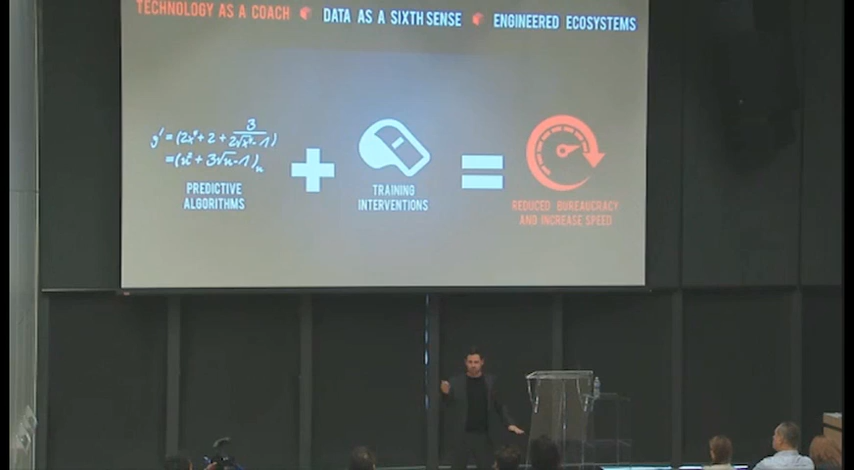 TECHNOLOGY AS A COACH DATA AS A SIXTH SENSE ENGINEERED ECOSYSTEMS
PREDICTIVE
ALGORITHMS
TRAINING
INTERVENTIONS
REDUCED BUREAUCRACY
AND INCREASE SPEED